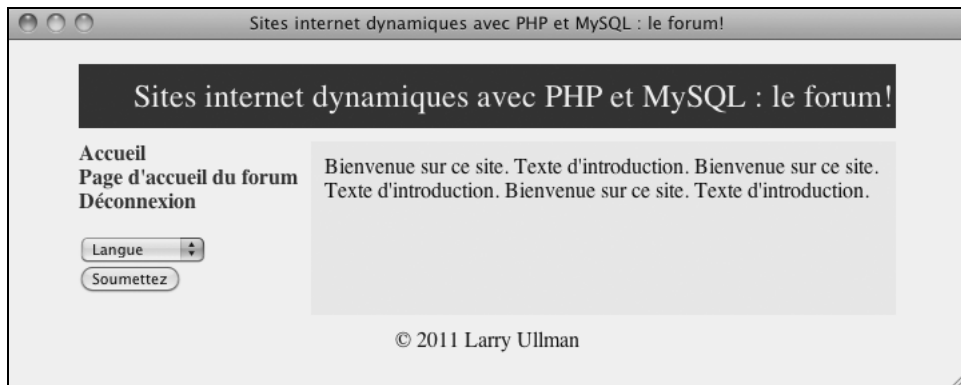 Sites internet dynamiques avec PHP et MySQL : le forum!
Sites internet dynamiques avec PHP et MySQL : le forum!
Accueil
Page d'accueil du forum
Déconnexion
Langue
Soumettez
Bienvenue sur ce site. Texte d'introduction. Bienvenue sur ce site.
Texte d'introduction. Bienvenue sur ce site. Texte d'introduction.
© 2011 Larry Ullman